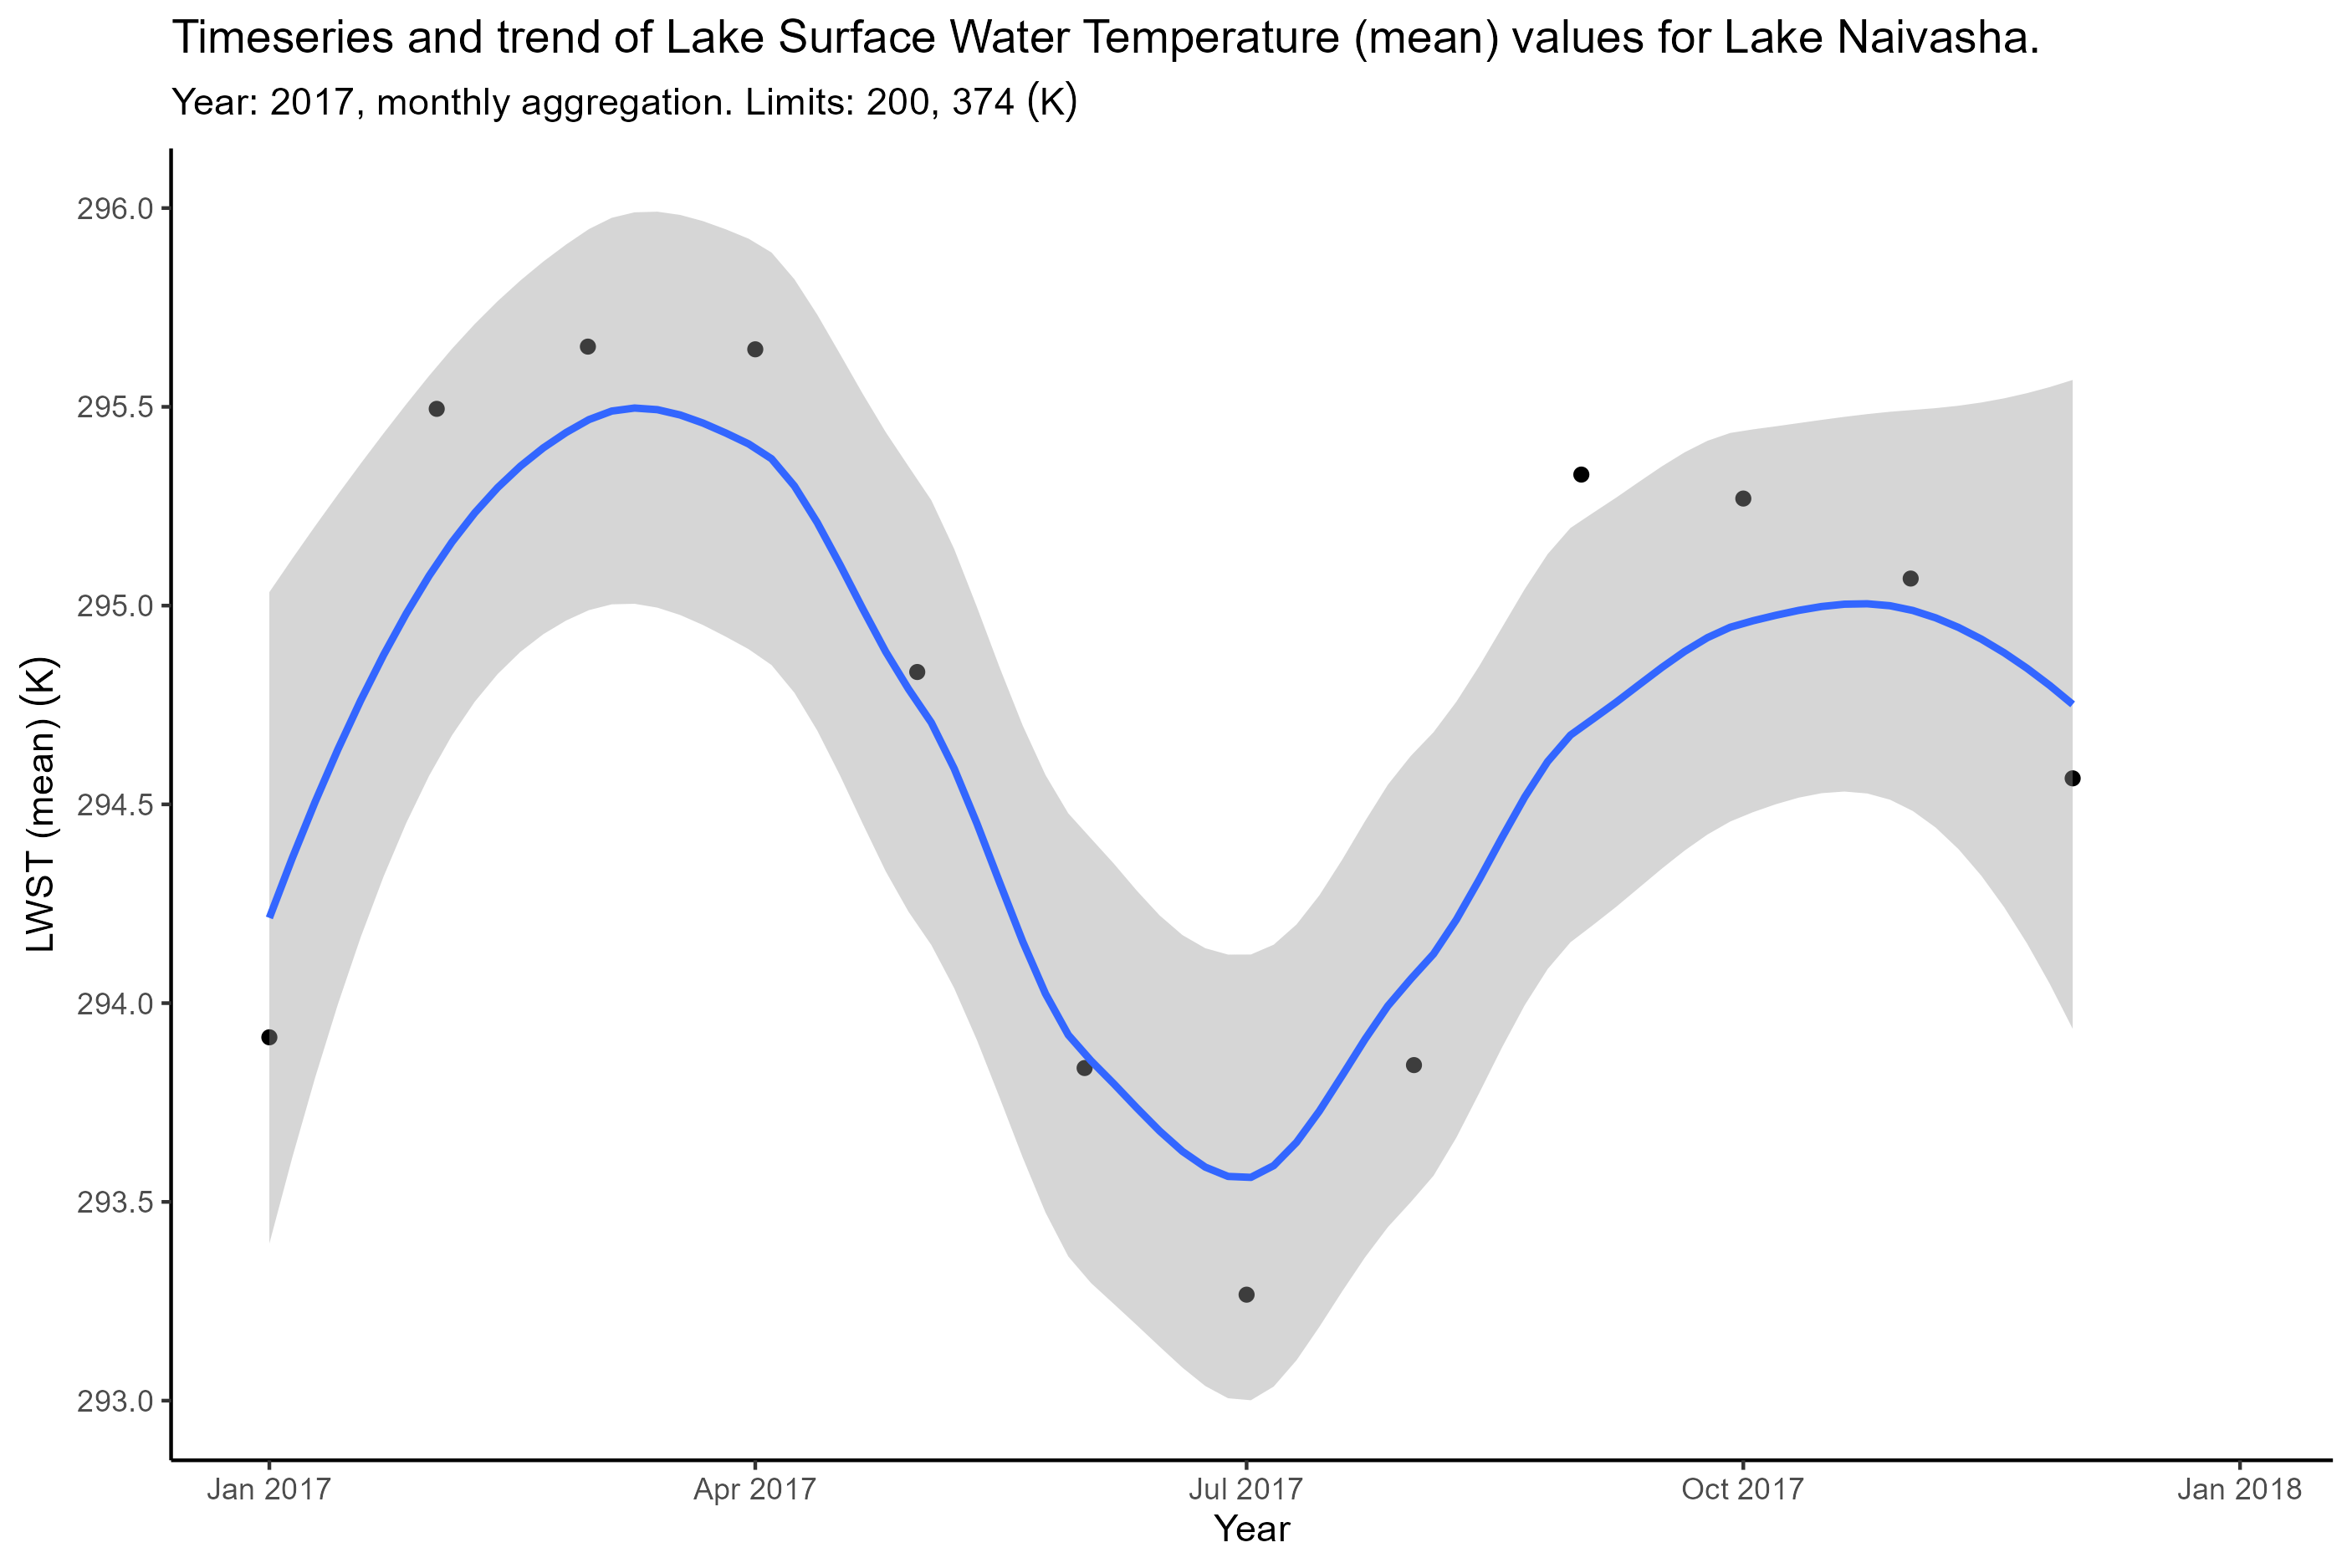 Timeseries and trend of Lake Surface Water Temperature (mean) values for Lake Naivasha.
Year: 2017, monthly aggregation. Limits: 200, 374 (K)
LWST (mean) (K)
296.0
295.5
295.0
294.5
294.0
293.5
293.0
Jan 2017 Apr 2017 Jul 2017 Oct 2017 Jan 2018
Year